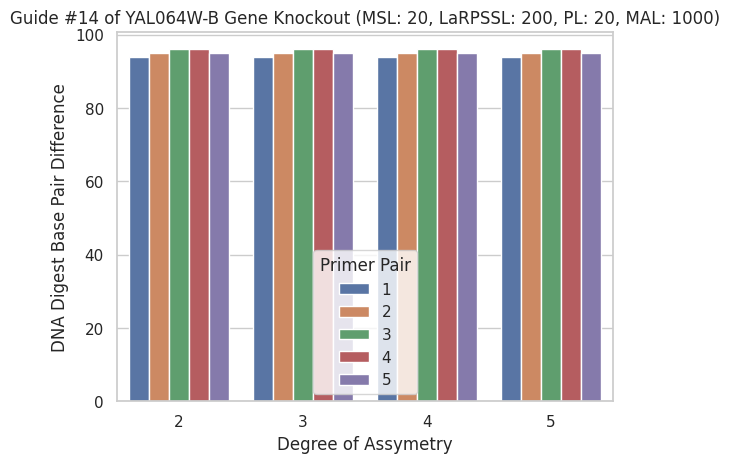 Guide #14 of YAL064W-B Gene Knockout (MSL: 20, LaRPSSL: 200, PL: 20, MAL: 1000)
DNA Digest Base Pair Difference
100
80
60
40
20
0
Primer Pair
1
2
3
4
5
2 3 4 5
Degree of Assymetry